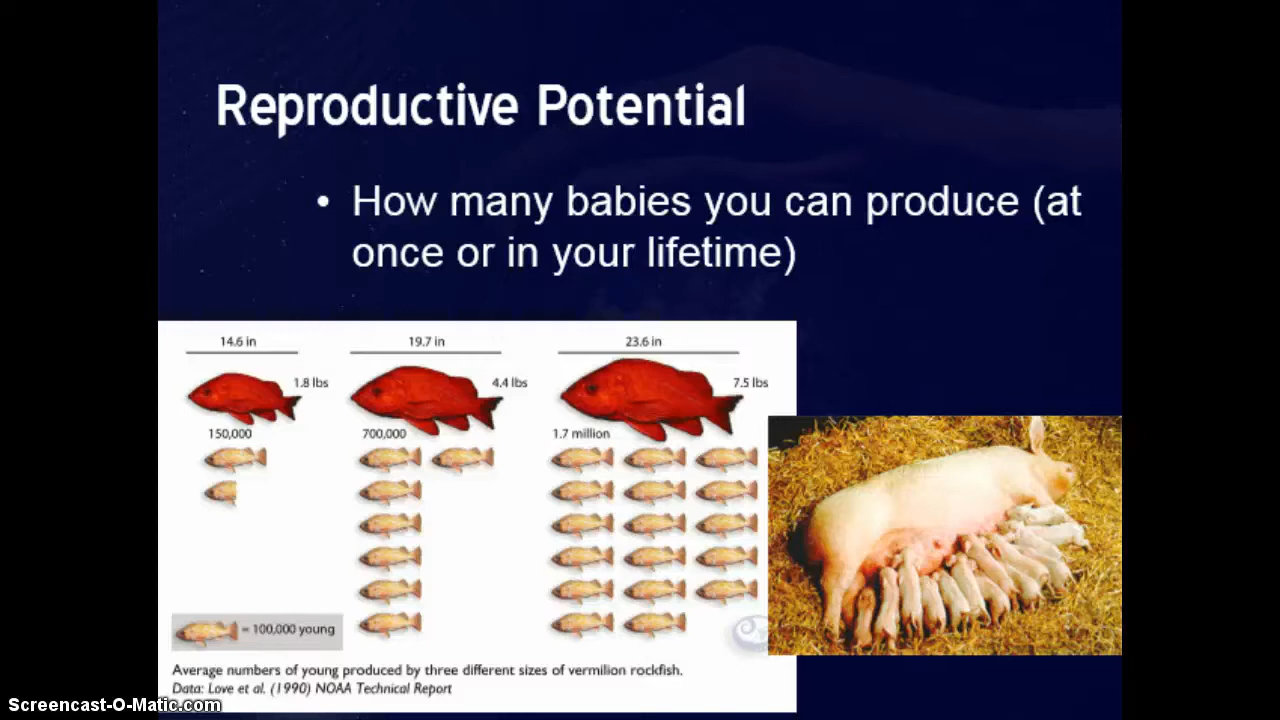 Reproductive Potential
• How many babies you can produce (at
once or in your lifetime)
14.6 in
19.7 in
23.6 in
1.8 lbs
4.4 lbs
7.5 lbs
150,000
700,000
1.7 million
= 100,000 young
Average numbers of young produced by three different sizes of vermilion rockfish.
Data: Love et al. (1990) NOAA Technical Report
Screencast-O-Matic.com